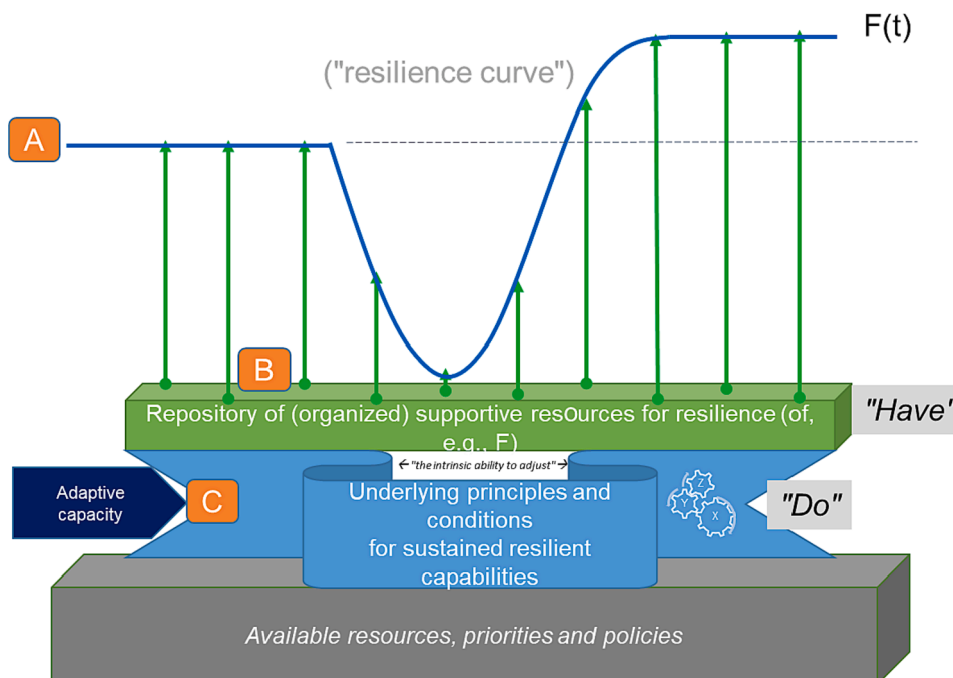 F(t)
("resilience curve")
A
B
Repository of (organized) supportive resources for resilience (of,
e.g., F)
"Have"
←"the intrinsic ability to adjust"→
Adaptive
capacity
C
Underlying principles and
conditions
for sustained resilient
capabilities
Z
Y
X
"Do"
Available resources, priorities and policies